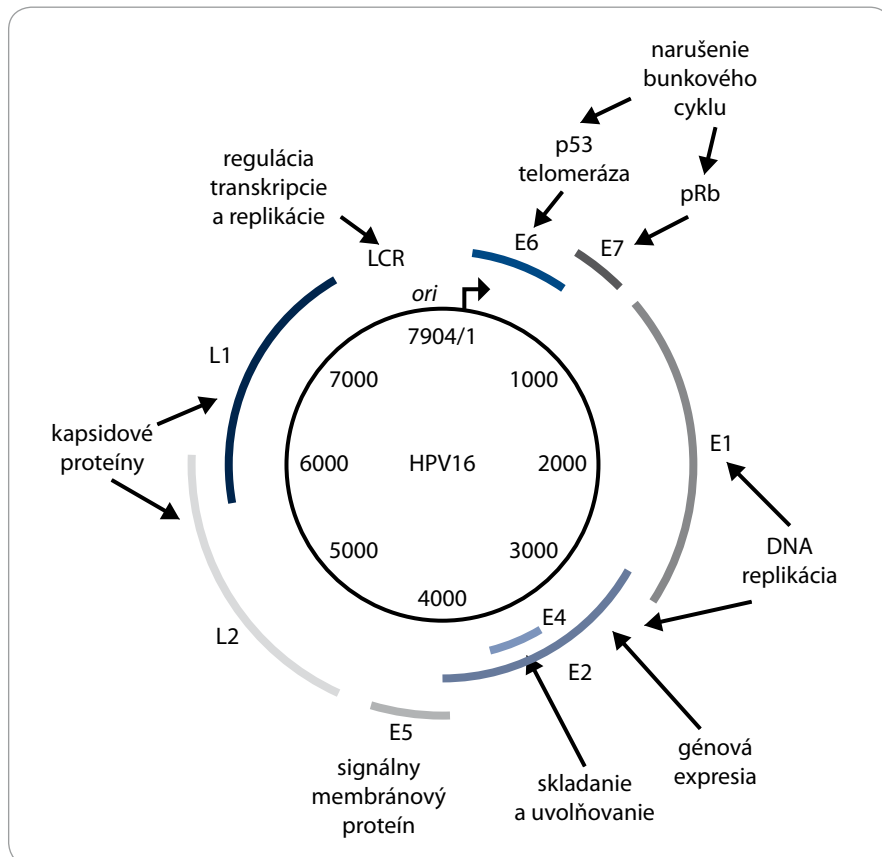 narušenie
bunkového
cyklu
p53
telomeráza
pRb
regulácia
transkripcie
a replikácie
E6
E7
LCR
ori
7904/1
L1
7000
1000
kapsidové
proteíny
6000
HPV16
2000
E1
5000
3000
DNA
replikácia
4000
E4
L2
E2
E5
signálny
membránový
proteín
skladanie
a uvolňovanie
génová
expresia